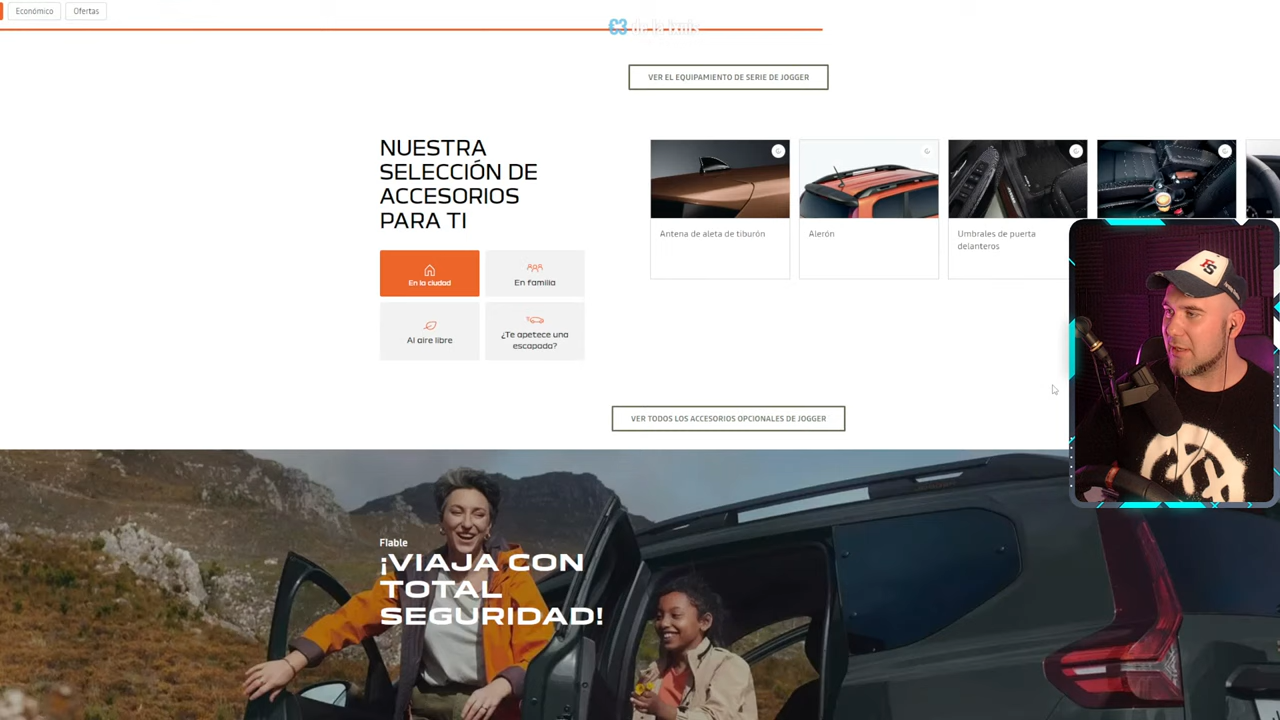 Económico
Ofertas
VER EL EQUIPAMIENTO DE SERIE DE JOGGER
NUESTRA
SELECCIÓN DE
ACCESORIOS
PARA TI
En la ciudad
En familia
Al aire libre
¿Te apetece una
escapada?
Antena de aleta de tiburón
Alerón
Umbrales de puerta
delanteros
VER TODOS LOS ACCESORIOS OPCIONALES DE JOGGER
Fiable
¡VIAJA CON
TOTAL
SEGURIDAD!